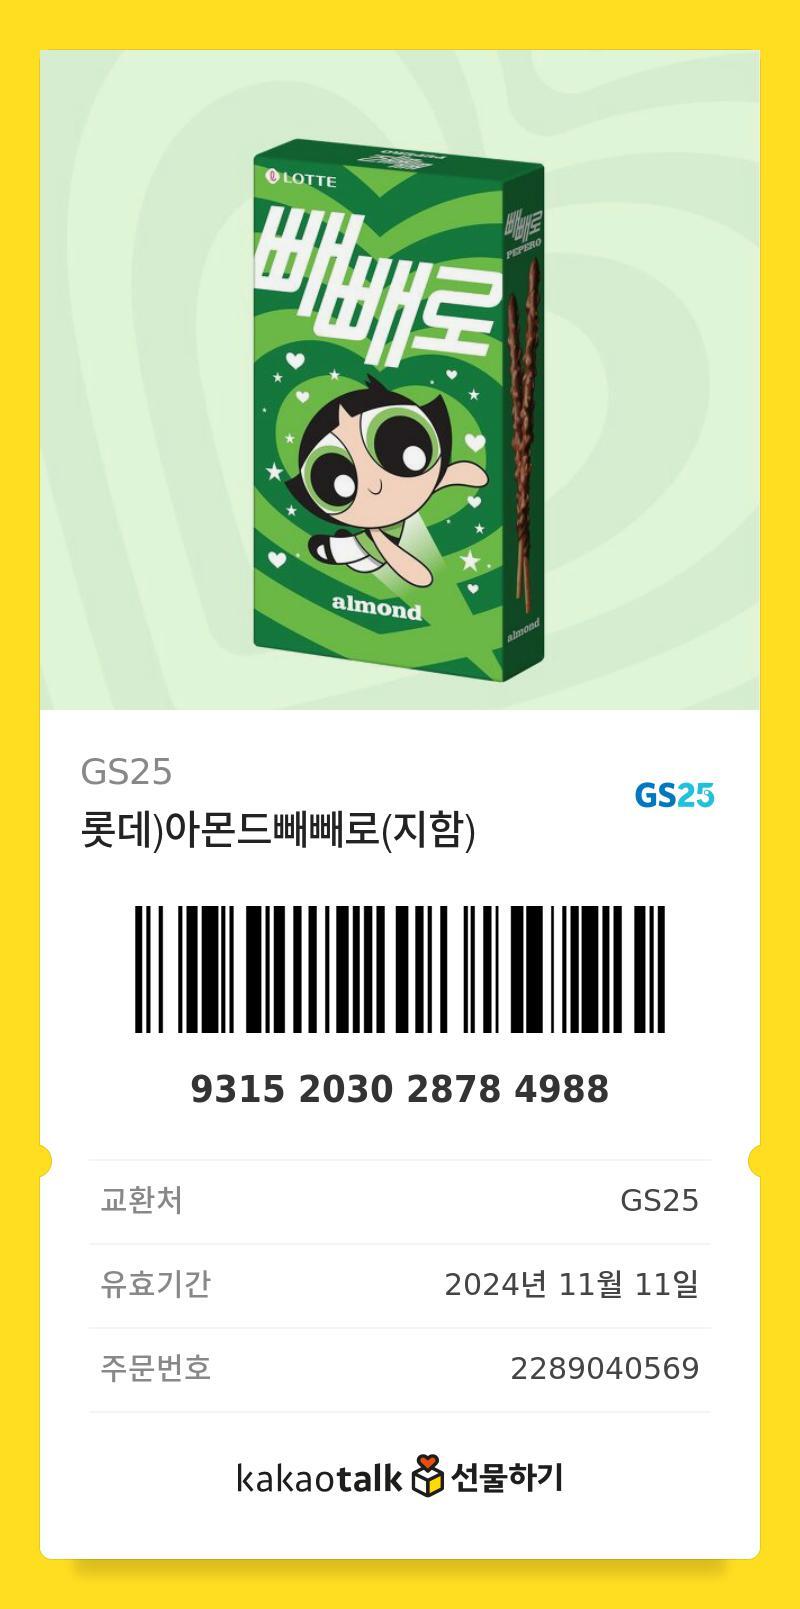 빼빼로
PEPERO
almond
LOTTE
빼빼로
almond
GS25
GS25
롯데)아몬드빼빼로(지함)
9315 2030 2878 4988
교환처 GS25
유효기간 2024년 11월 11일
주문번호 2289040569
kakaotalk 선물하기